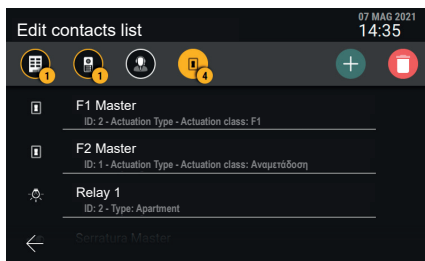 07 MAG 2021
Edit contacts list
14:35
1
1
4
F1 Master
ID: 2 - Actuation Type - Actuation class: F1
F2 Master
ID: 1 - Actuation Type - Actuation class: Αναμετάδοση
Relay 1
ID: 2 - Type: Apartment
Serratura Master